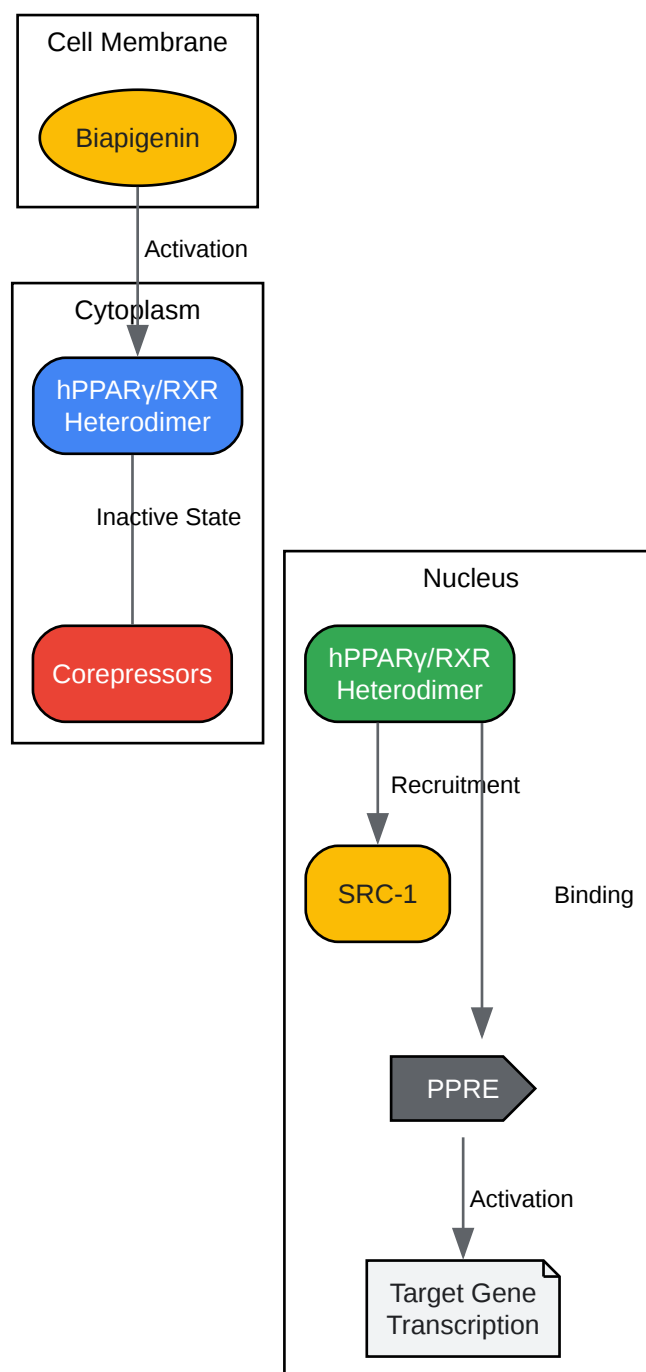 Cell Membrane
Biapigenin
Activation
Cytoplasm
hPPARγ/RXR
Heterodimer
Inactive State
Corepressors
Nucleus
hPPARγ/RXR
Heterodimer
Recruitment
SRC-1
Binding
PPRE
Activation
Target Gene
Transcription